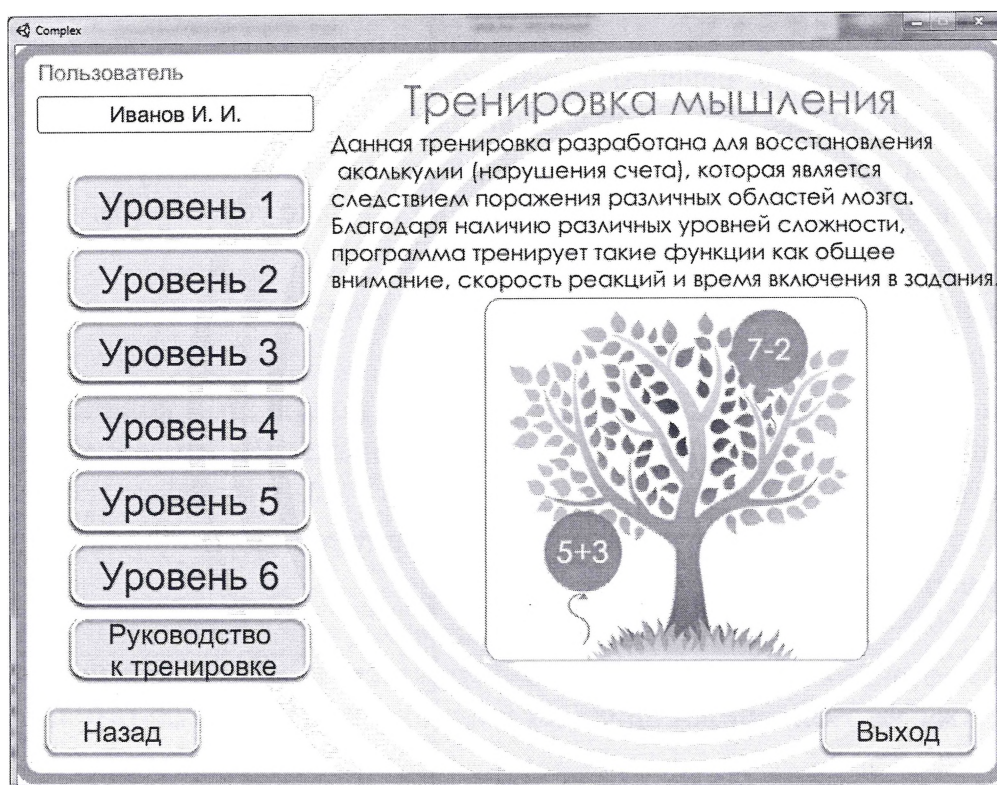 Complex
Пользователь
Иванов И. И.
Тренировка мышления
Данная тренировка разработана для восстановления
акалькулии (нарушения счета), которая является
следствием поражения различных областей мозга.
Благодаря наличию различных уровней сложности,
программа тренирует такие функции как общее
внимание, скорость реакций и время включения в задания.
Уровень 1
Уровень 2
Уровень 3
Уровень 4
Уровень 5
Уровень 6
Руководство
к тренировке
7-2
5+3
Назад
Выход